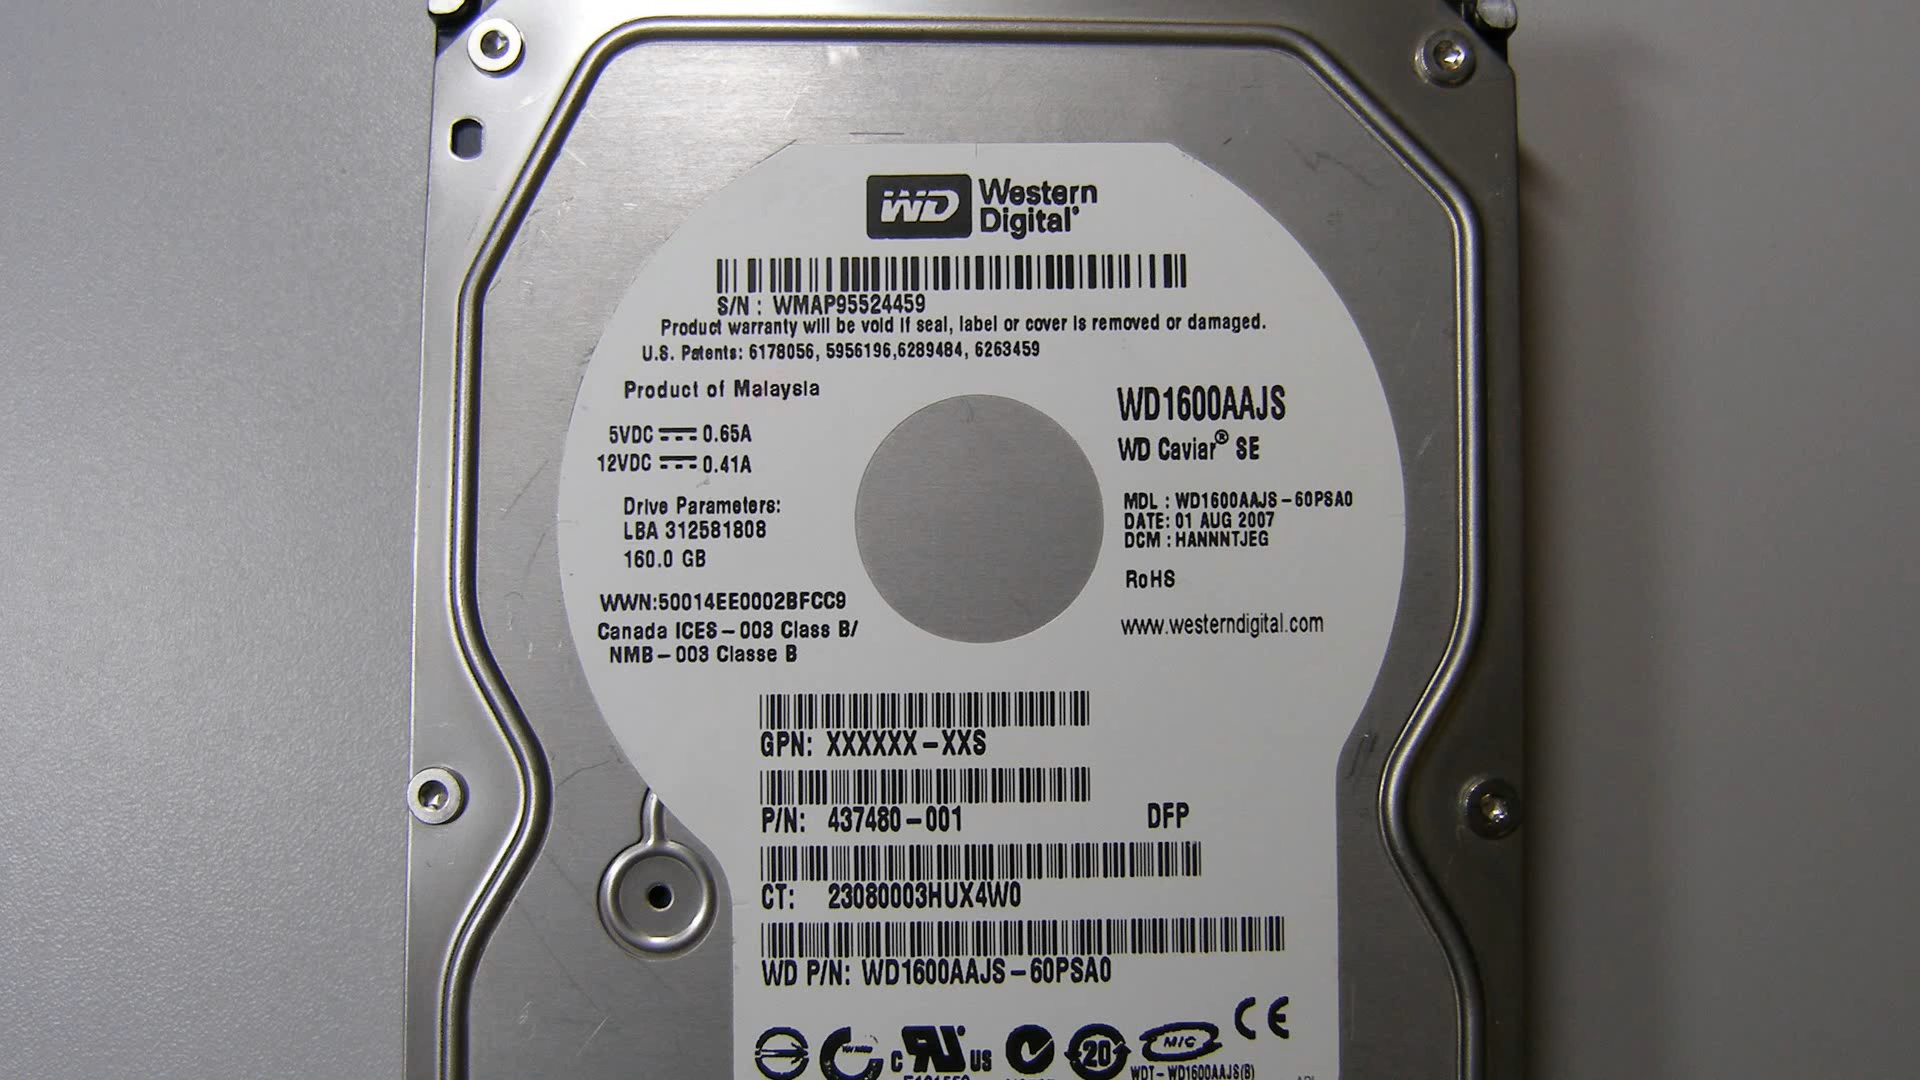 WD Western
Digital®
S/N : WMAP95524459
Product warranty will be void if seal, label or cover is removed or damaged.
U.S. Patents: 6178056, 5956196,6289484, 6263459
Product of Malaysia
5VDC 0.65A
12VDC 0.41A
Drive Parameters:
LBA 312581808
160.0 GB
WWN:50014EE0002BFCC9
Canada ICES-003 Class B/
NMB-003 Classe B
WD1600AAJS
WD Caviar® SE
MDL : WD1600AAJS-60PSA0
DATE: 01 AUG 2007
DCM : HANNNTJEG
RoHS
www.westerndigital.com
GPN: XXXXXX-XXS
P/N: 437480-001 DFP
CT: 23080003HUX4W0
WD P/N: WD1600AAJS-60PSA0
CE
c RU US 20 MIC
WDT-WD1600AAJS(B)